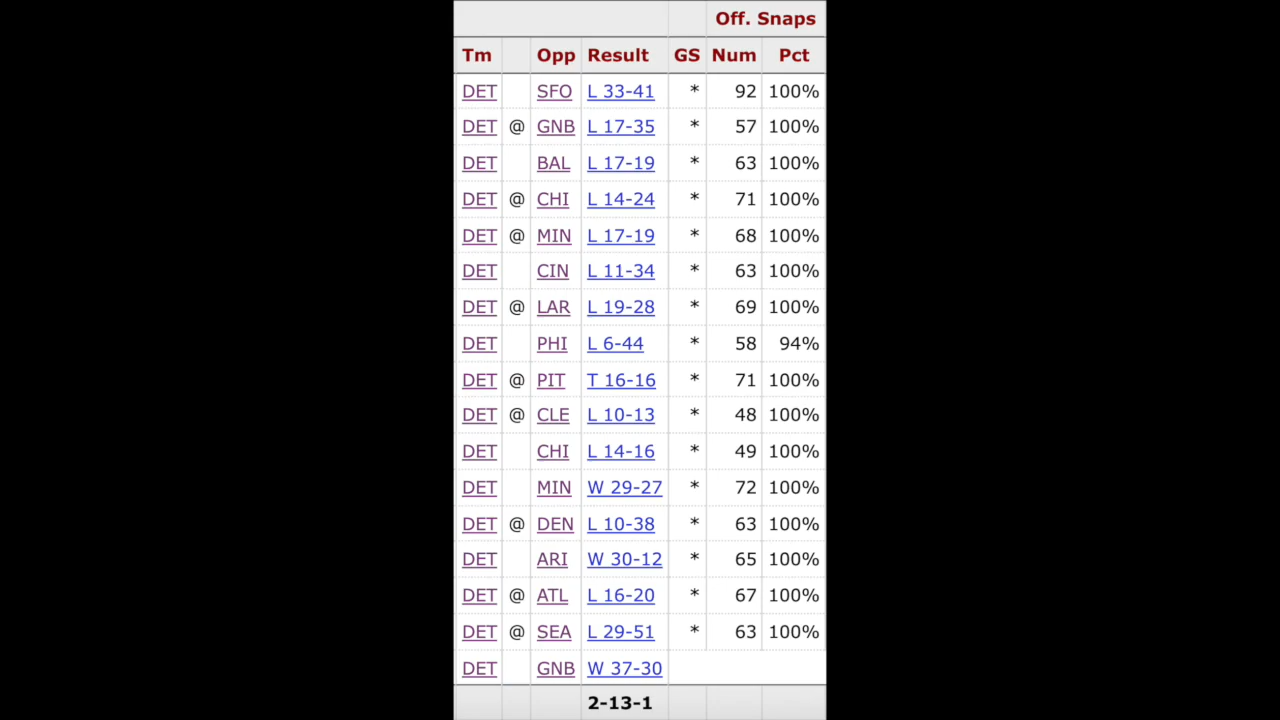 Off. Snaps
Tm Opp Result GS Num Pct
DET SFO L 33-41 * 92 100%
DET @ GNB L 17-35 * 57 100%
DET BAL L 17-19 * 63 100%
DET @ CHI L 14-24 * 71 100%
DET @ MIN L 17-19 * 68 100%
DET CIN L 11-34 * 63 100%
DET @ LAR L 19-28 * 69 100%
DET PHI L 6-44 * 58 94%
DET @ PIT T 16-16 * 71 100%
DET @ CLE L 10-13 * 48 100%
DET CHI L 14-16 * 49 100%
DET MIN W 29-27 * 72 100%
DET @ DEN L 10-38 * 63 100%
DET ARI W 30-12 * 65 100%
DET @ ATL L 16-20 * 67 100%
DET @ SEA L 29-51 * 63 100%
DET GNB W 37-30
2-13-1